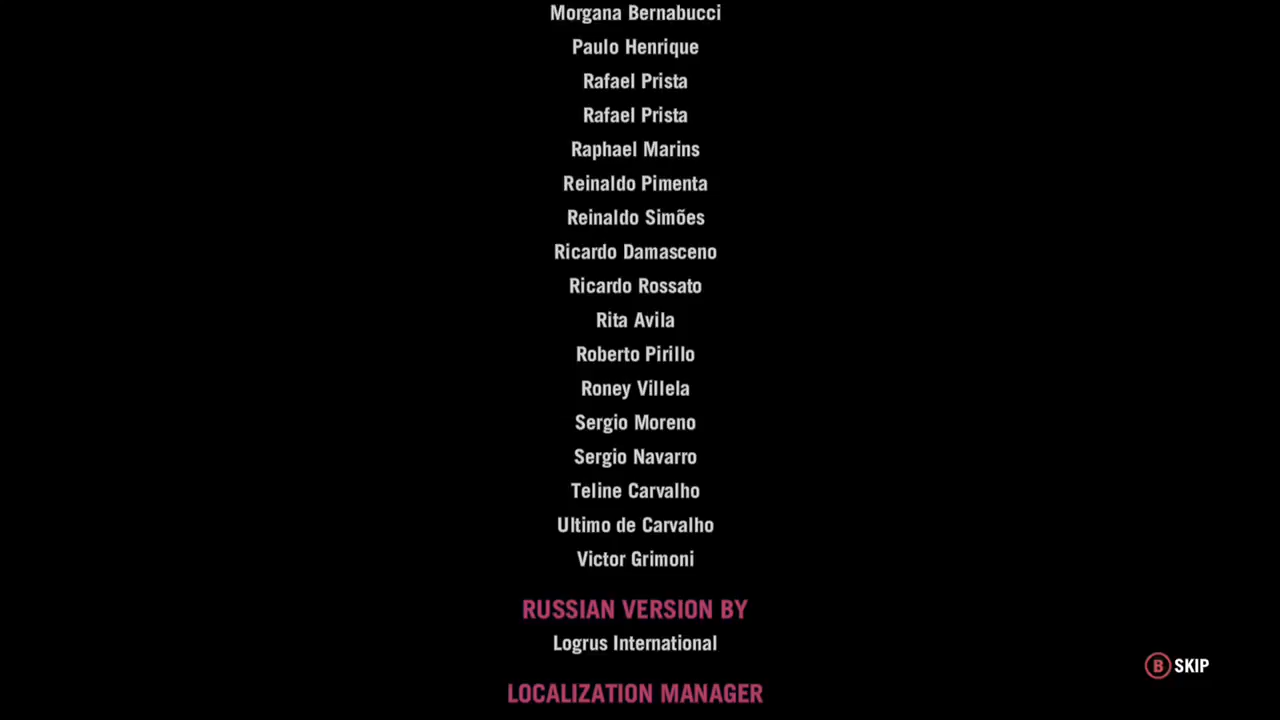 Morgana Bernabucci
Paulo Henrique
Rafael Prista
Rafael Prista
Raphael Marins
Reinaldo Pimenta
Reinaldo Simões
Ricardo Damasceno
Ricardo Rossato
Rita Avila
Roberto Pirillo
Roney Villela
Sergio Moreno
Sergio Navarro
Teline Carvalho
Ultimo de Carvalho
Victor Grimoni
RUSSIAN VERSION BY
Logrus International
B SKIP
LOCALIZATION MANAGER